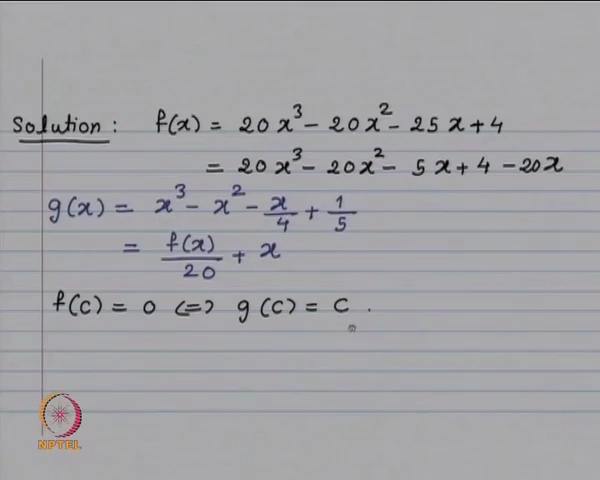 Solution : f(x) = 20x³ - 20x² - 25x + 4
= 20x³ - 20x² - 5x + 4 - 20x
g(x) = x³ - x² - x/4 + 1/5
= f(x)/20 + x
f(c) = 0 <=> g(c) = c .
NPTEL